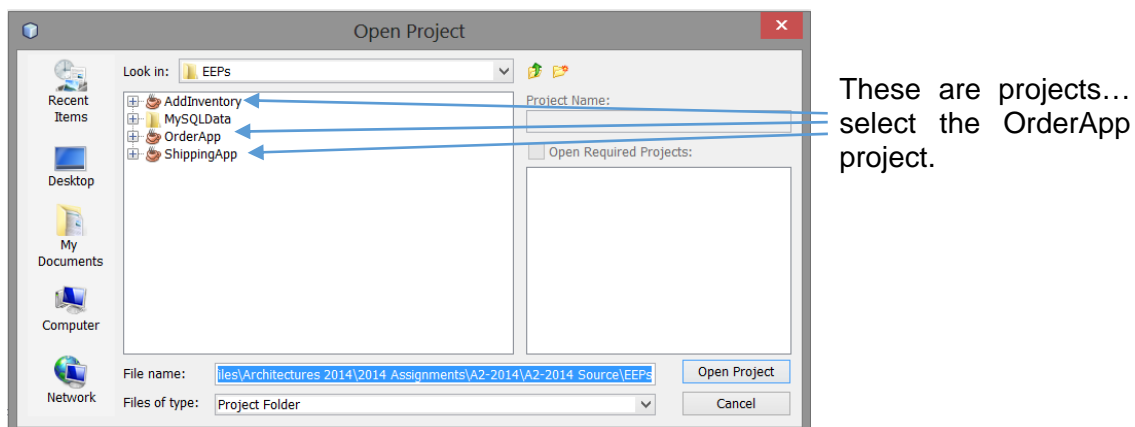 Open Project
Look in: EEPs
Recent Items
Desktop
My Documents
Computer
Network
AddInventory
MySQLData
OrderApp
ShippingApp
Project Name:
Open Required Projects:
File name: iles\Architectures 2014\2014 Assignments\A2-2014\A2-2014 Source\EEPs
Open Project
Files of type: Project Folder
Cancel
These are projects…
select the OrderApp
project.